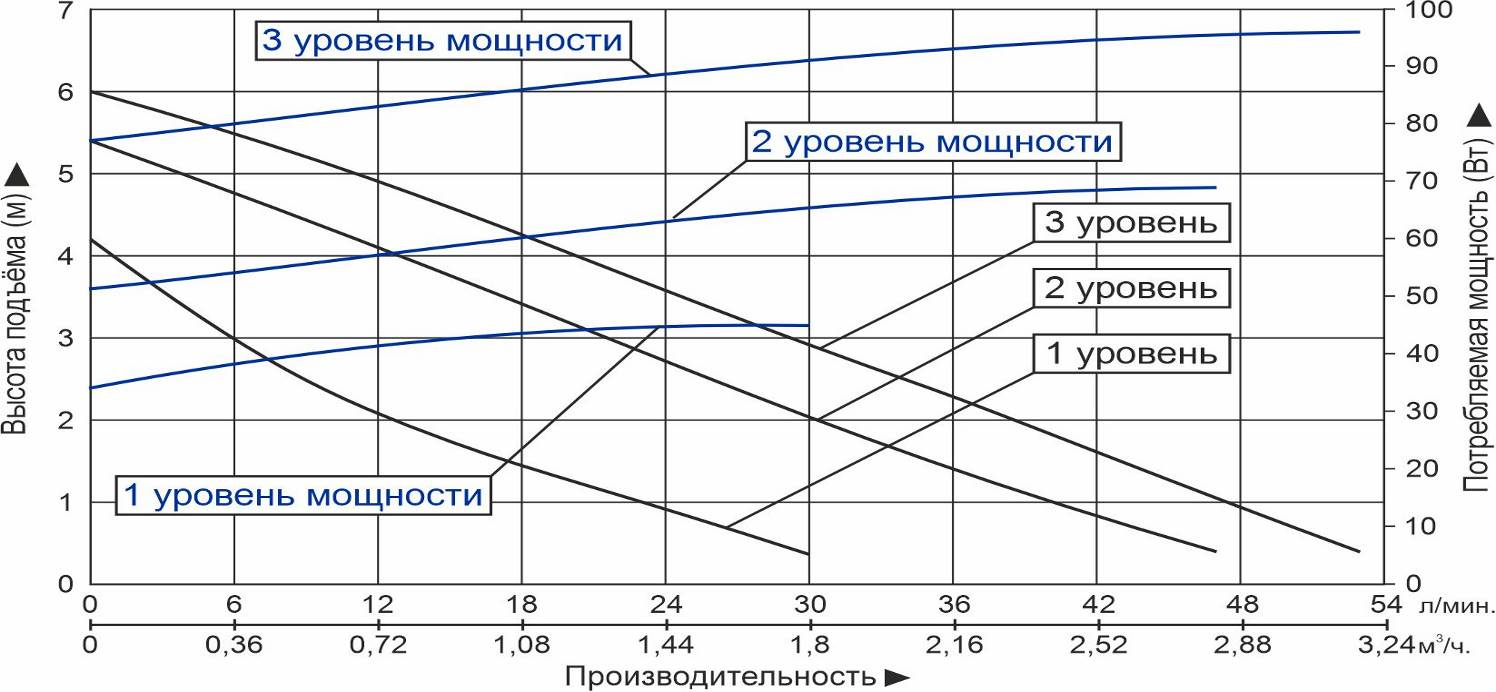 7
6
5
4
3
2
1
0
Высота подъёма (м)
3 уровень мощности
2 уровень мощности
1 уровень мощности
3 уровень
2 уровень
1 уровень
100
90
80
70
60
50
40
30
20
10
0
Потребляемая мощность (Вт)
0 6 12 18 24 30 36 42 48 54 л/мин.
0 0,36 0,72 1,08 1,44 1,8 2,16 2,52 2,88 3,24 м³/ч.
Производительность